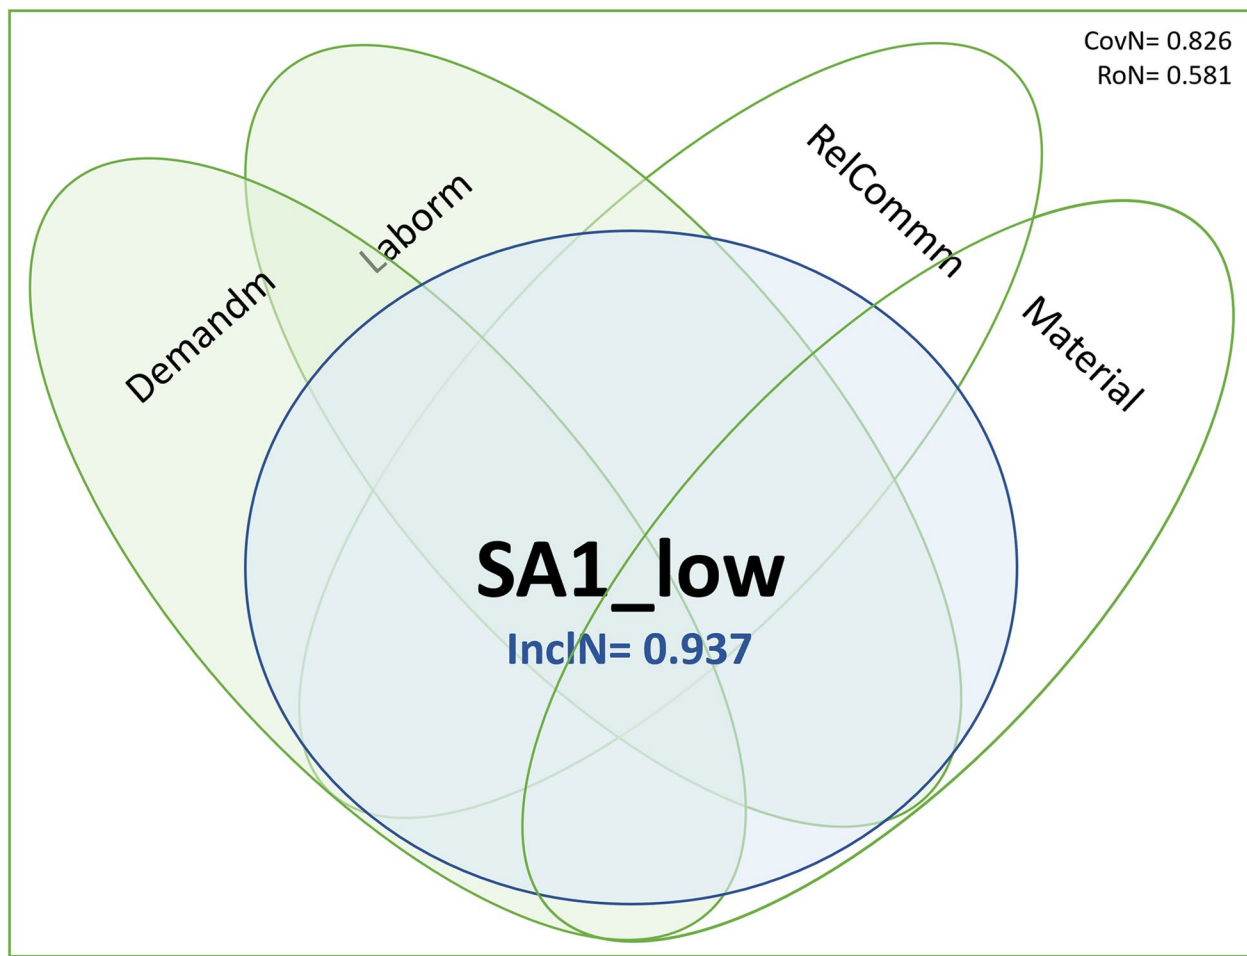 CovN= 0.826
RoN= 0.581
Demandm
Laborm
RelCommm
Material
SA1_low
InclN= 0.937